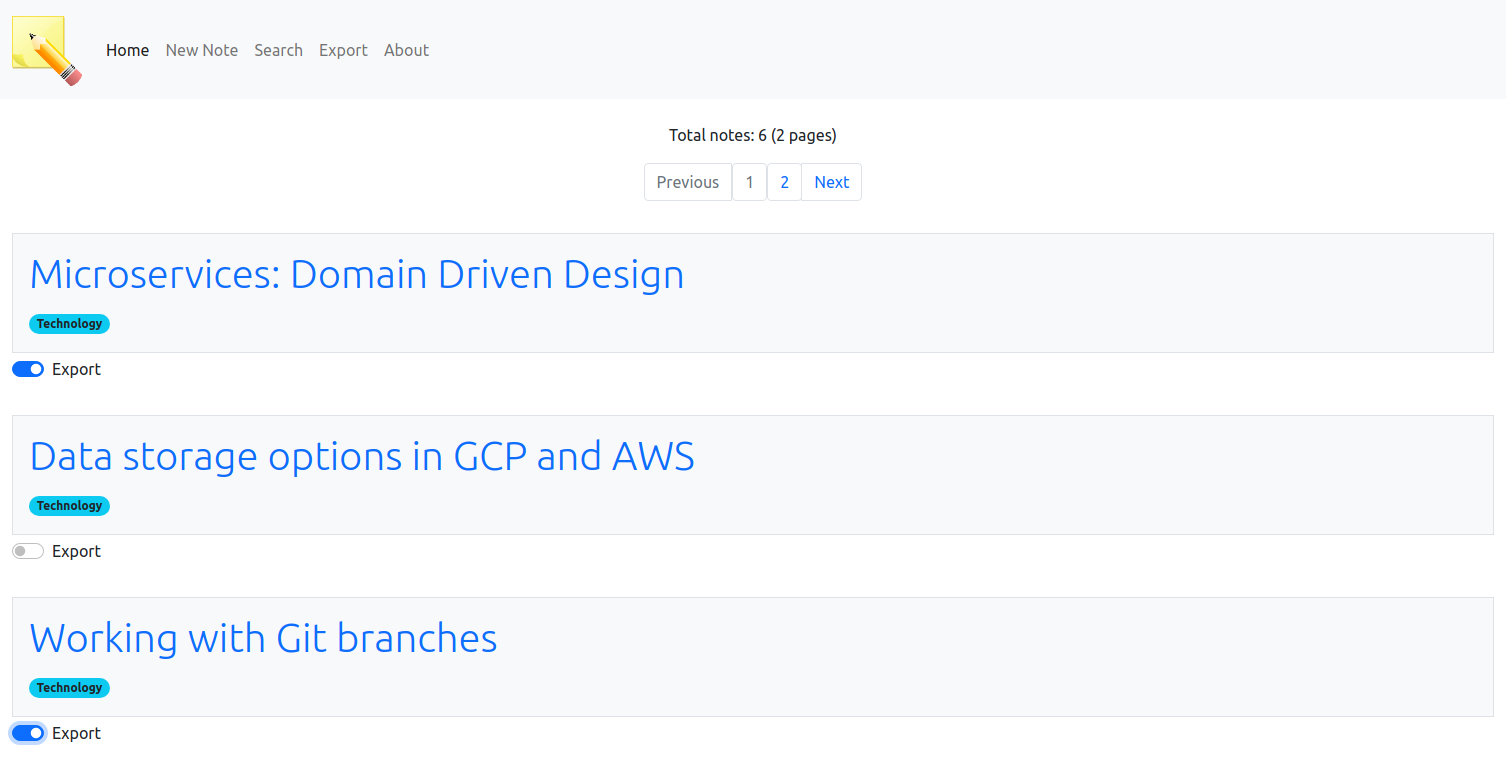 Home New Note Search Export About
Total notes: 6 (2 pages)
Previous 1 2 Next
Microservices: Domain Driven Design
Technology
Export
Data storage options in GCP and AWS
Technology
Export
Working with Git branches
Technology
Export